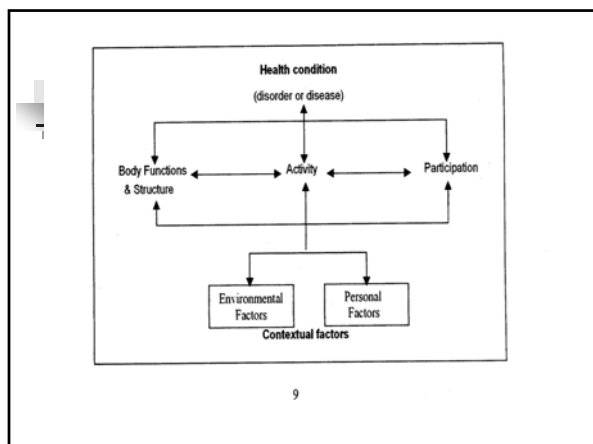 Health condition
(disorder or disease)
Body Functions
& Structure
Activity
Participation
Environmental
Factors
Personal
Factors
Contextual factors
9